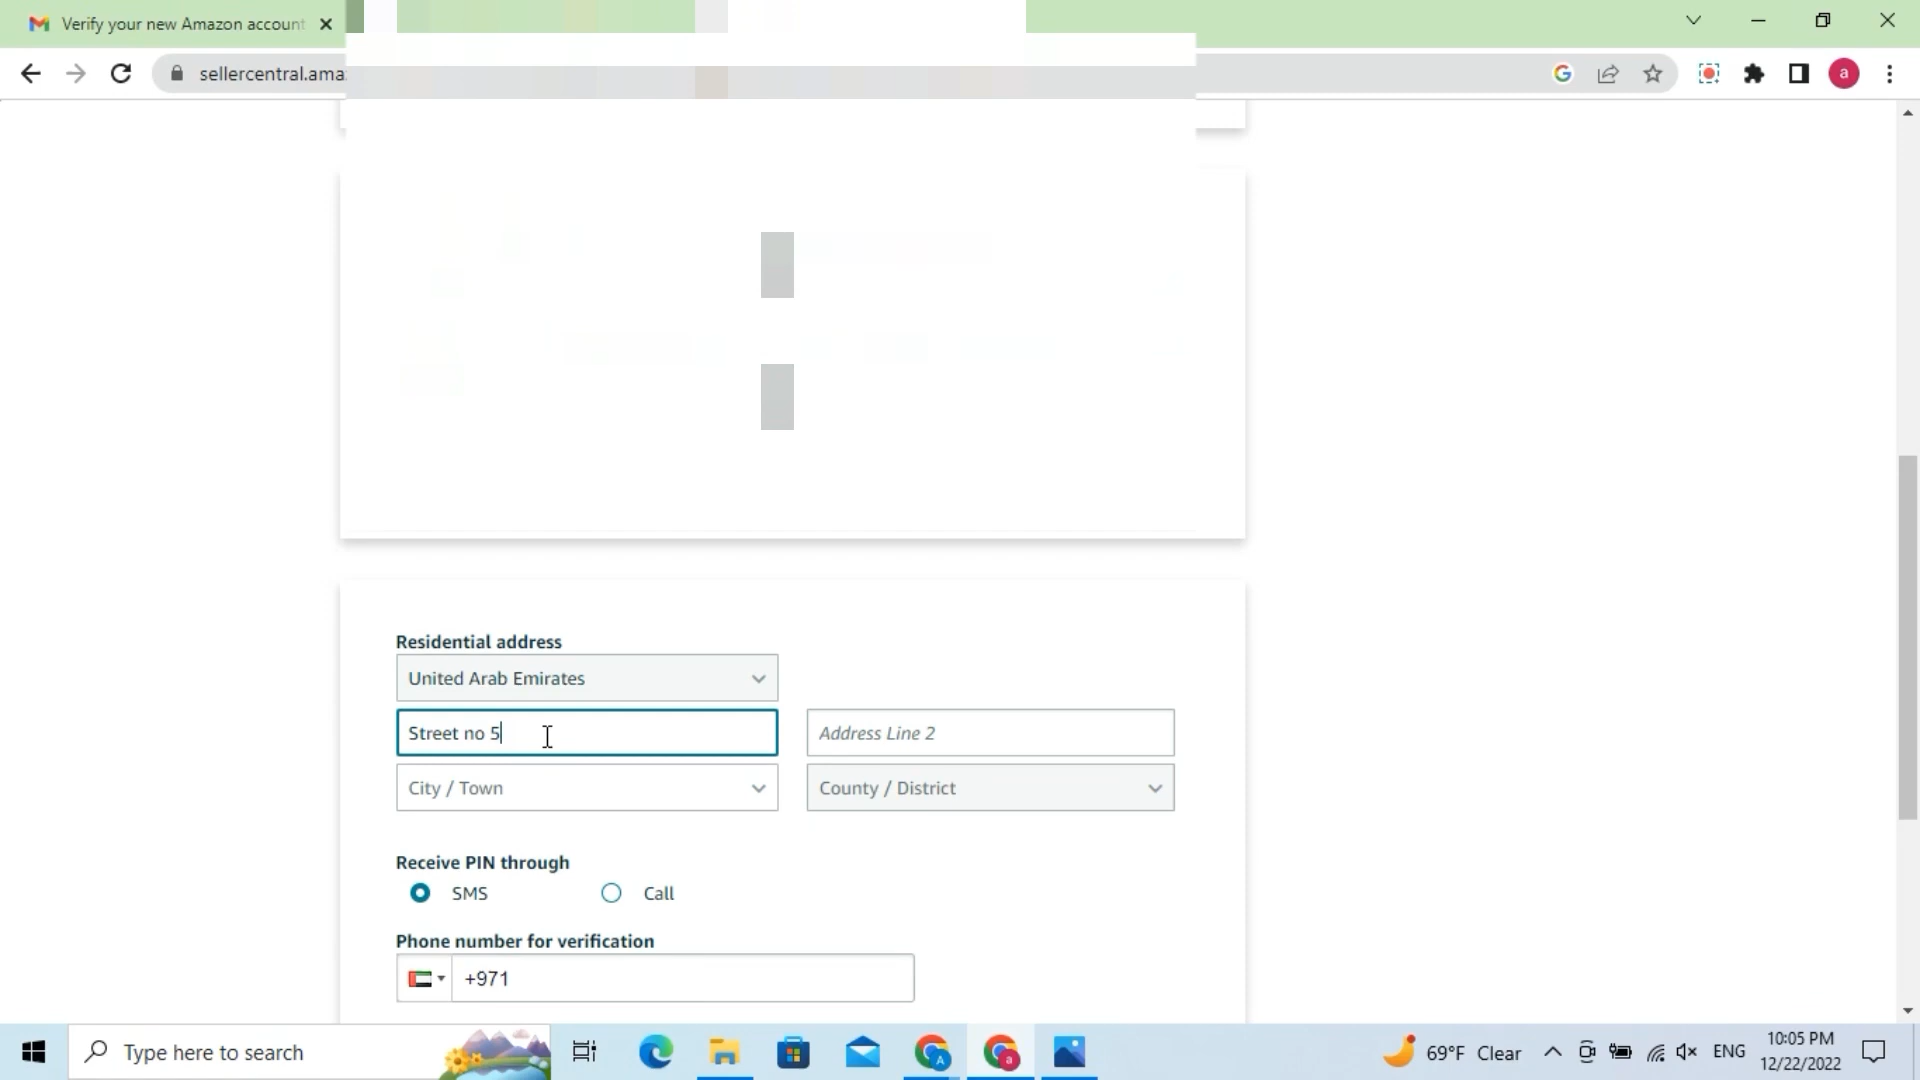 Verify your new Amazon account
sellercentral.ama
a
Residential address
United Arab Emirates
Street no 5
Address Line 2
City / Town
County / District
Receive PIN through
SMS
Call
Phone number for verification
+971
Type here to search
A
a
69°F Clear
ENG
10:05 PM
12/22/2022